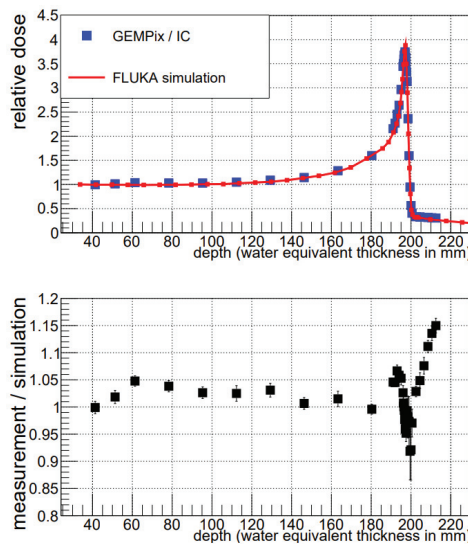 relative dose
5
4.5
4
3.5
3
2.5
2
1.5
1
0.5
0
GEMPix / IC
FLUKA simulation
40 60 80 100 120 140 160 180 200 220
depth (water equivalent thickness in mm)
measurement / simulation
1.2
1.15
1.1
1.05
1
0.95
0.9
0.85
0.8
40 60 80 100 120 140 160 180 200 220
depth (water equivalent thickness in mm)